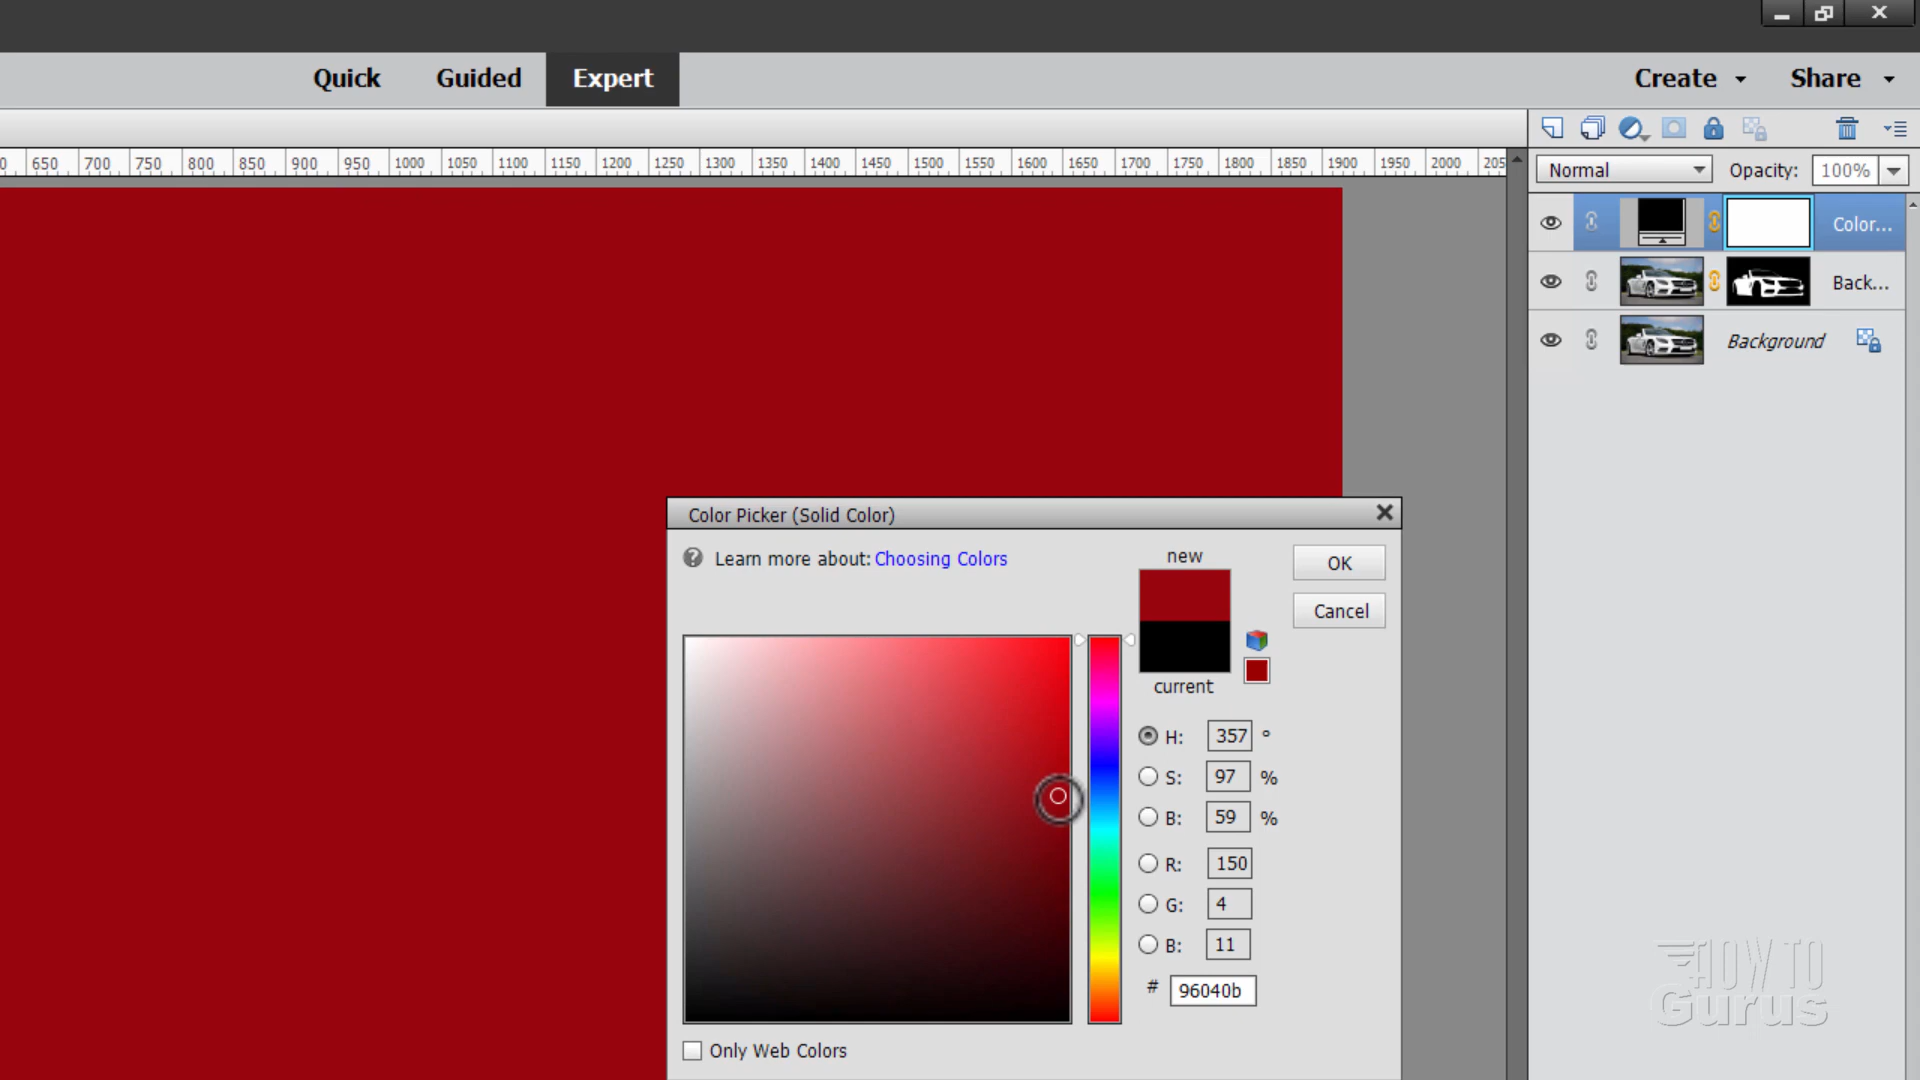 Quick Guided Expert Create Share
0 650 700 750 800 850 900 950 1000 1050 1100 1150 1200 1250 1300 1350 1400 1450 1500 1550 1600 1650 1700 1750 1800 1850 1900 1950 2000 205
Normal Opacity: 100%
Color...
Back...
Background
Color Picker (Solid Color)
Learn more about: Choosing Colors
new
OK
Cancel
current
H: 357 °
S: 97 %
B: 59 %
R: 150
G: 4
B: 11
# 96040b
Only Web Colors
HOW TO
Gurus